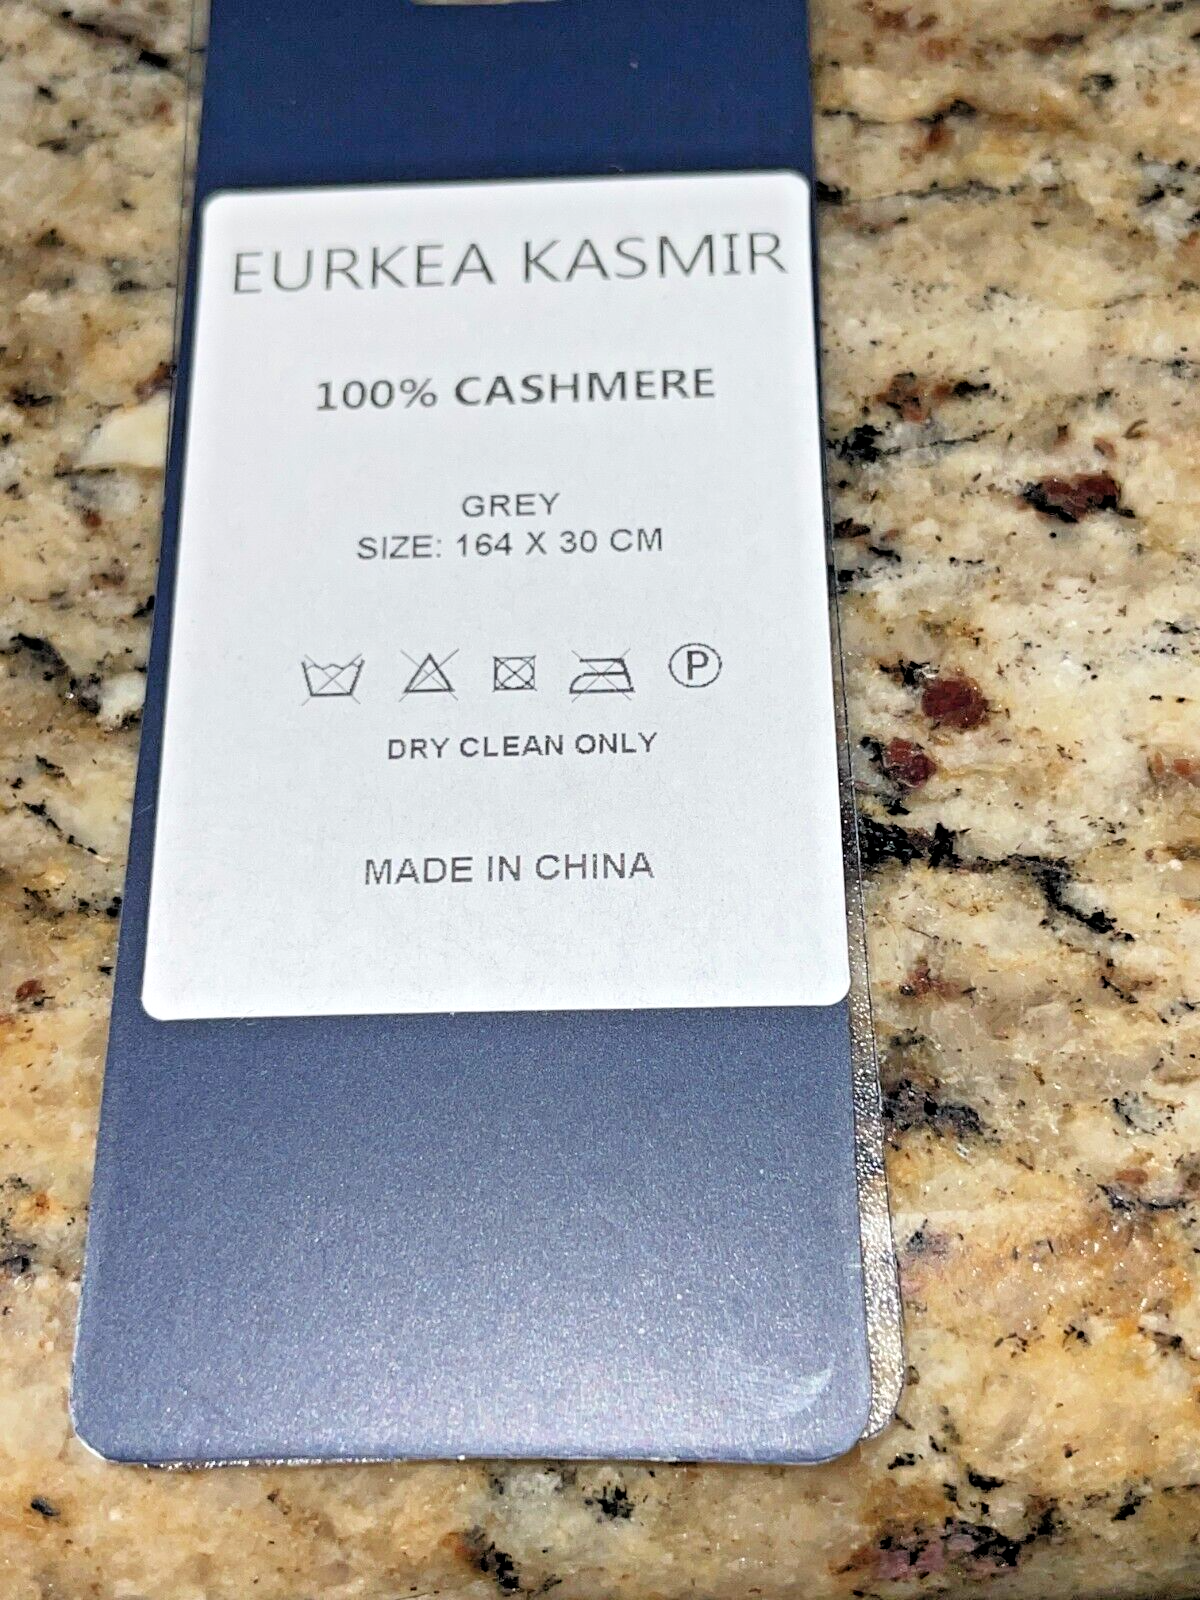 EURKEA KASMIR
100% CASHMERE
GREY
SIZE: 164 X 30 CM
P
DRY CLEAN ONLY
MADE IN CHINA